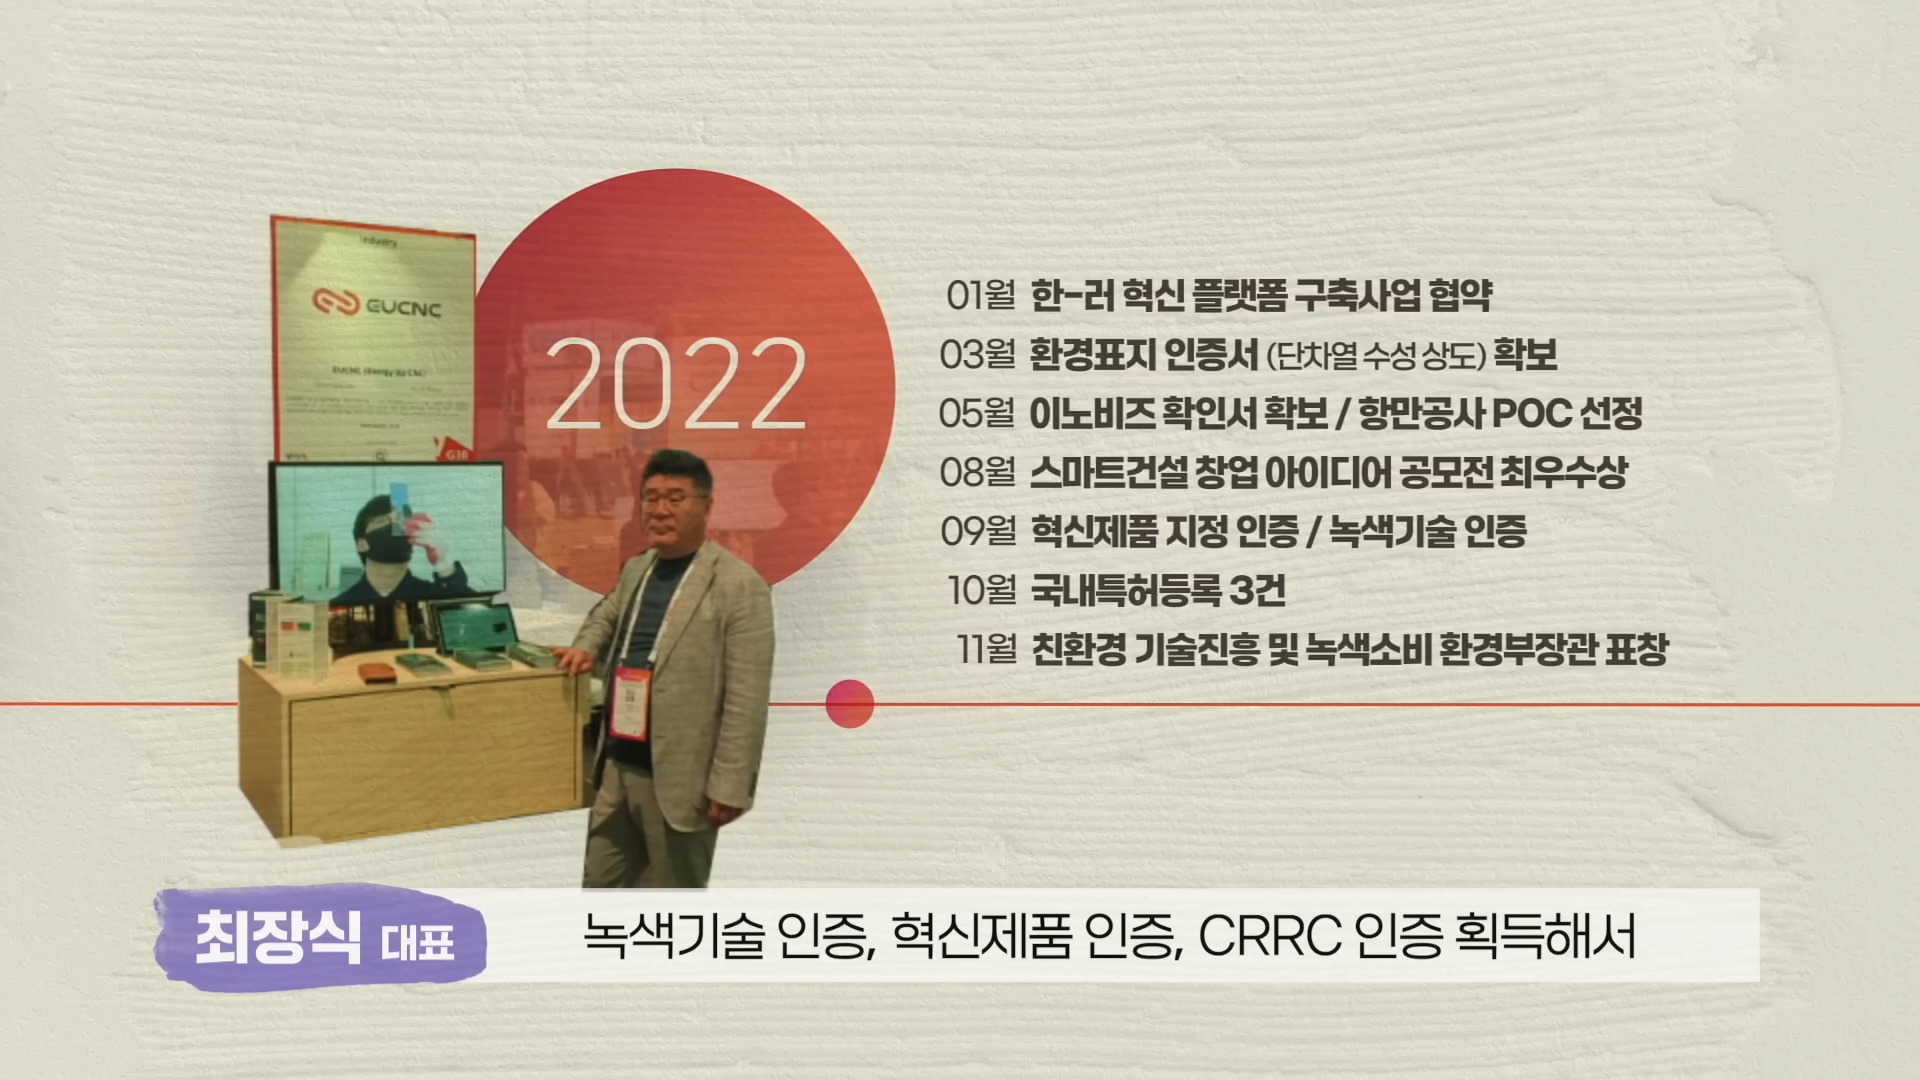 Industry
EUCNC
G10
2022
01월 한-러 혁신 플랫폼 구축사업 협약
03월 환경표지 인증서 (단차열 수성 상도) 확보
05월 이노비즈 확인서 확보 / 항만공사 POC 선정
08월 스마트건설 창업 아이디어 공모전 최우수상
09월 혁신제품 지정 인증 / 녹색기술 인증
10월 국내특허등록 3건
11월 친환경 기술진흥 및 녹색소비 환경부장관 표창
최장식 대표
녹색기술 인증, 혁신제품 인증, CRRC 인증 획득해서